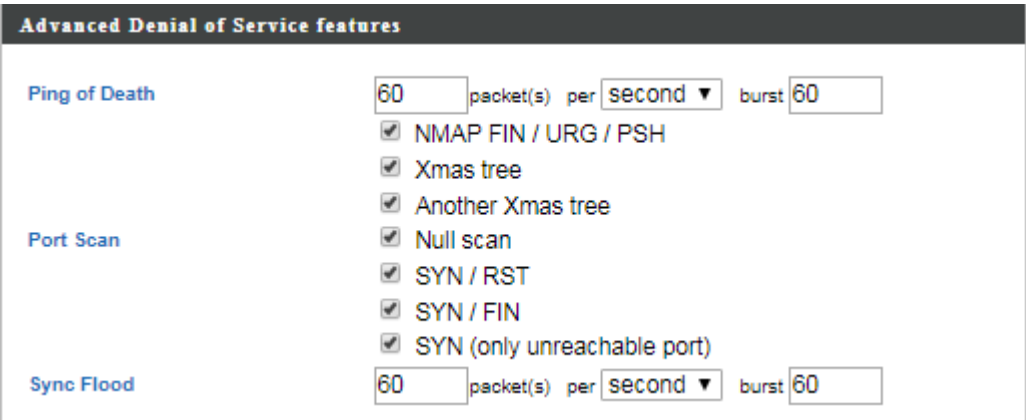 Advanced Denial of Service features
Ping of Death 60 packet(s) per second ▼ burst 60
NMAP FIN / URG / PSH
Xmas tree
Another Xmas tree
Port Scan Null scan
SYN / RST
SYN / FIN
SYN (only unreachable port)
Sync Flood 60 packet(s) per second ▼ burst 60